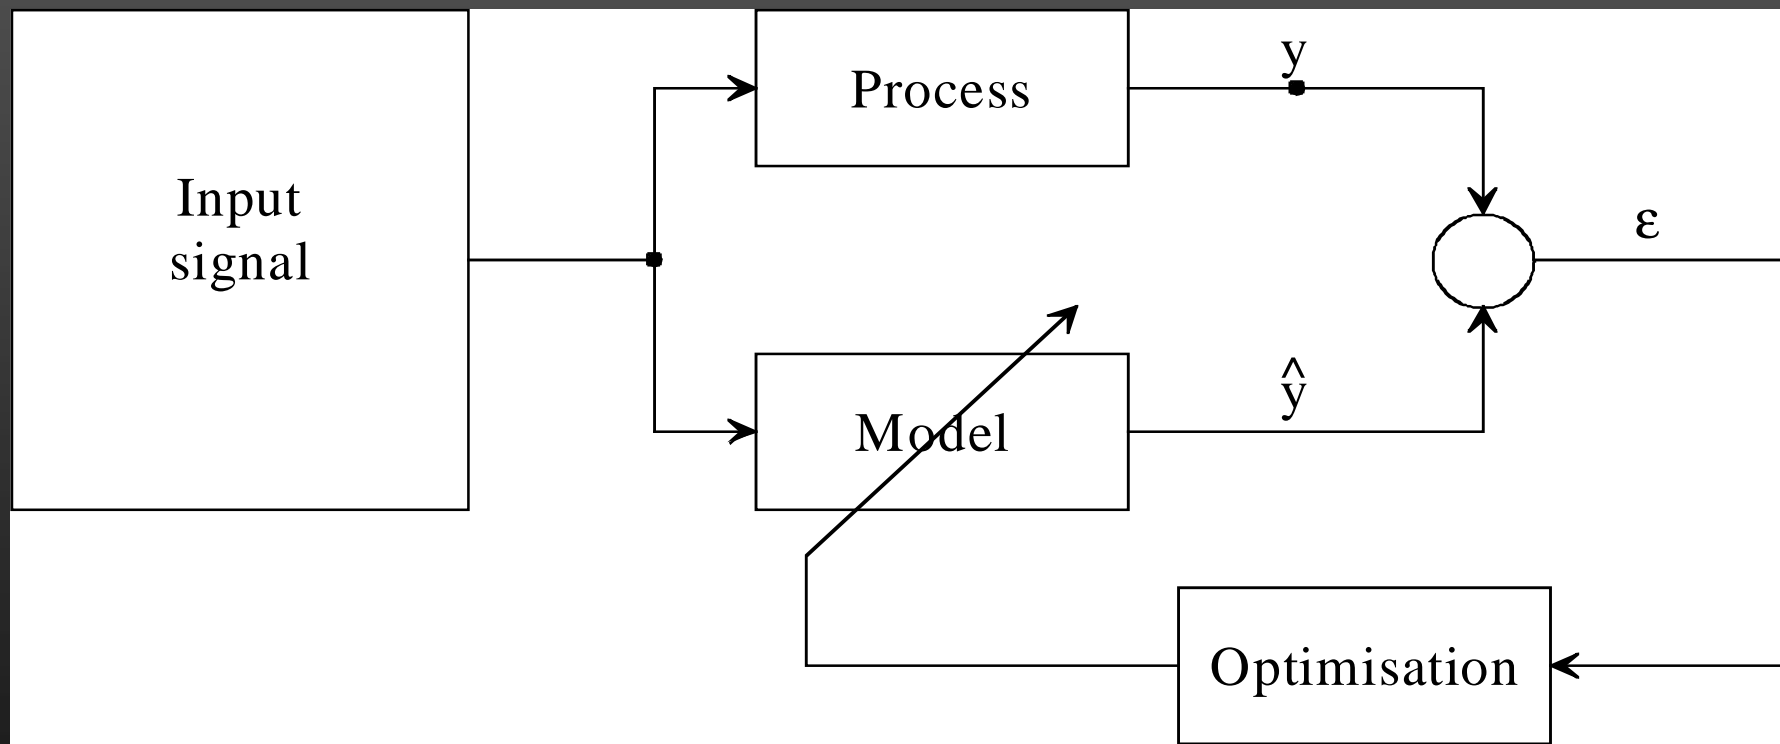 Input
signal
Process
y
ε
Model
ŷ
Optimisation